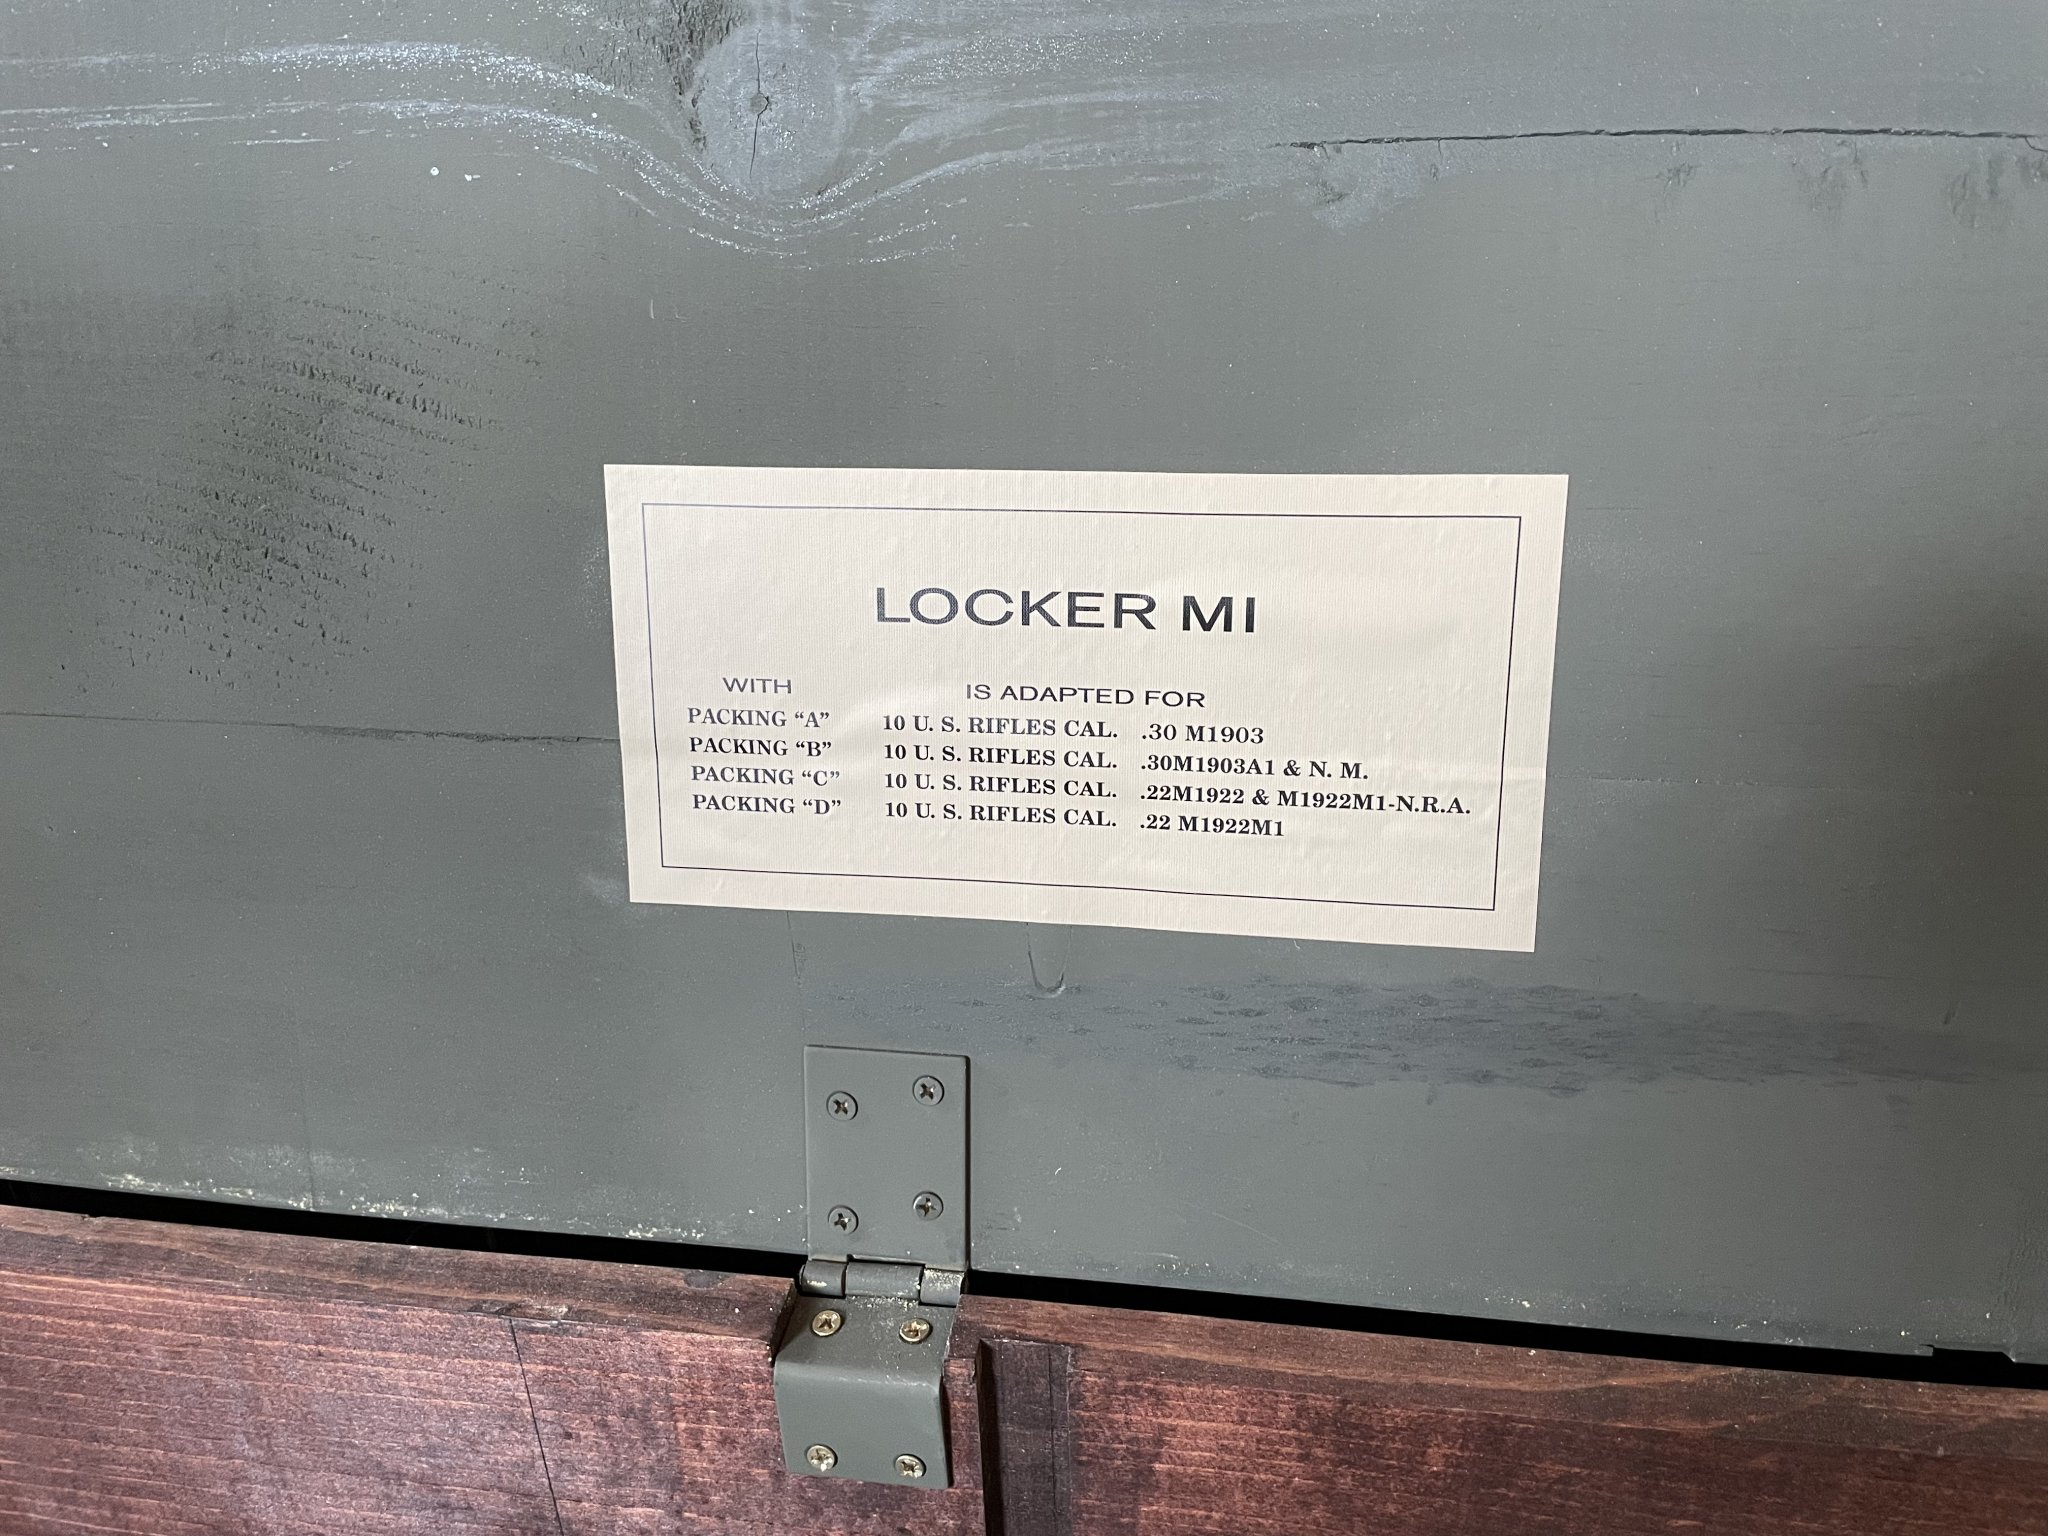 LOCKER MI
WITH IS ADAPTED FOR
PACKING “A” 10 U. S. RIFLES CAL. .30 M1903
PACKING “B” 10 U. S. RIFLES CAL. .30M1903A1 & N. M.
PACKING “C” 10 U. S. RIFLES CAL. .22M1922 & M1922M1-N.R.A.
PACKING “D” 10 U. S. RIFLES CAL. .22 M1922M1